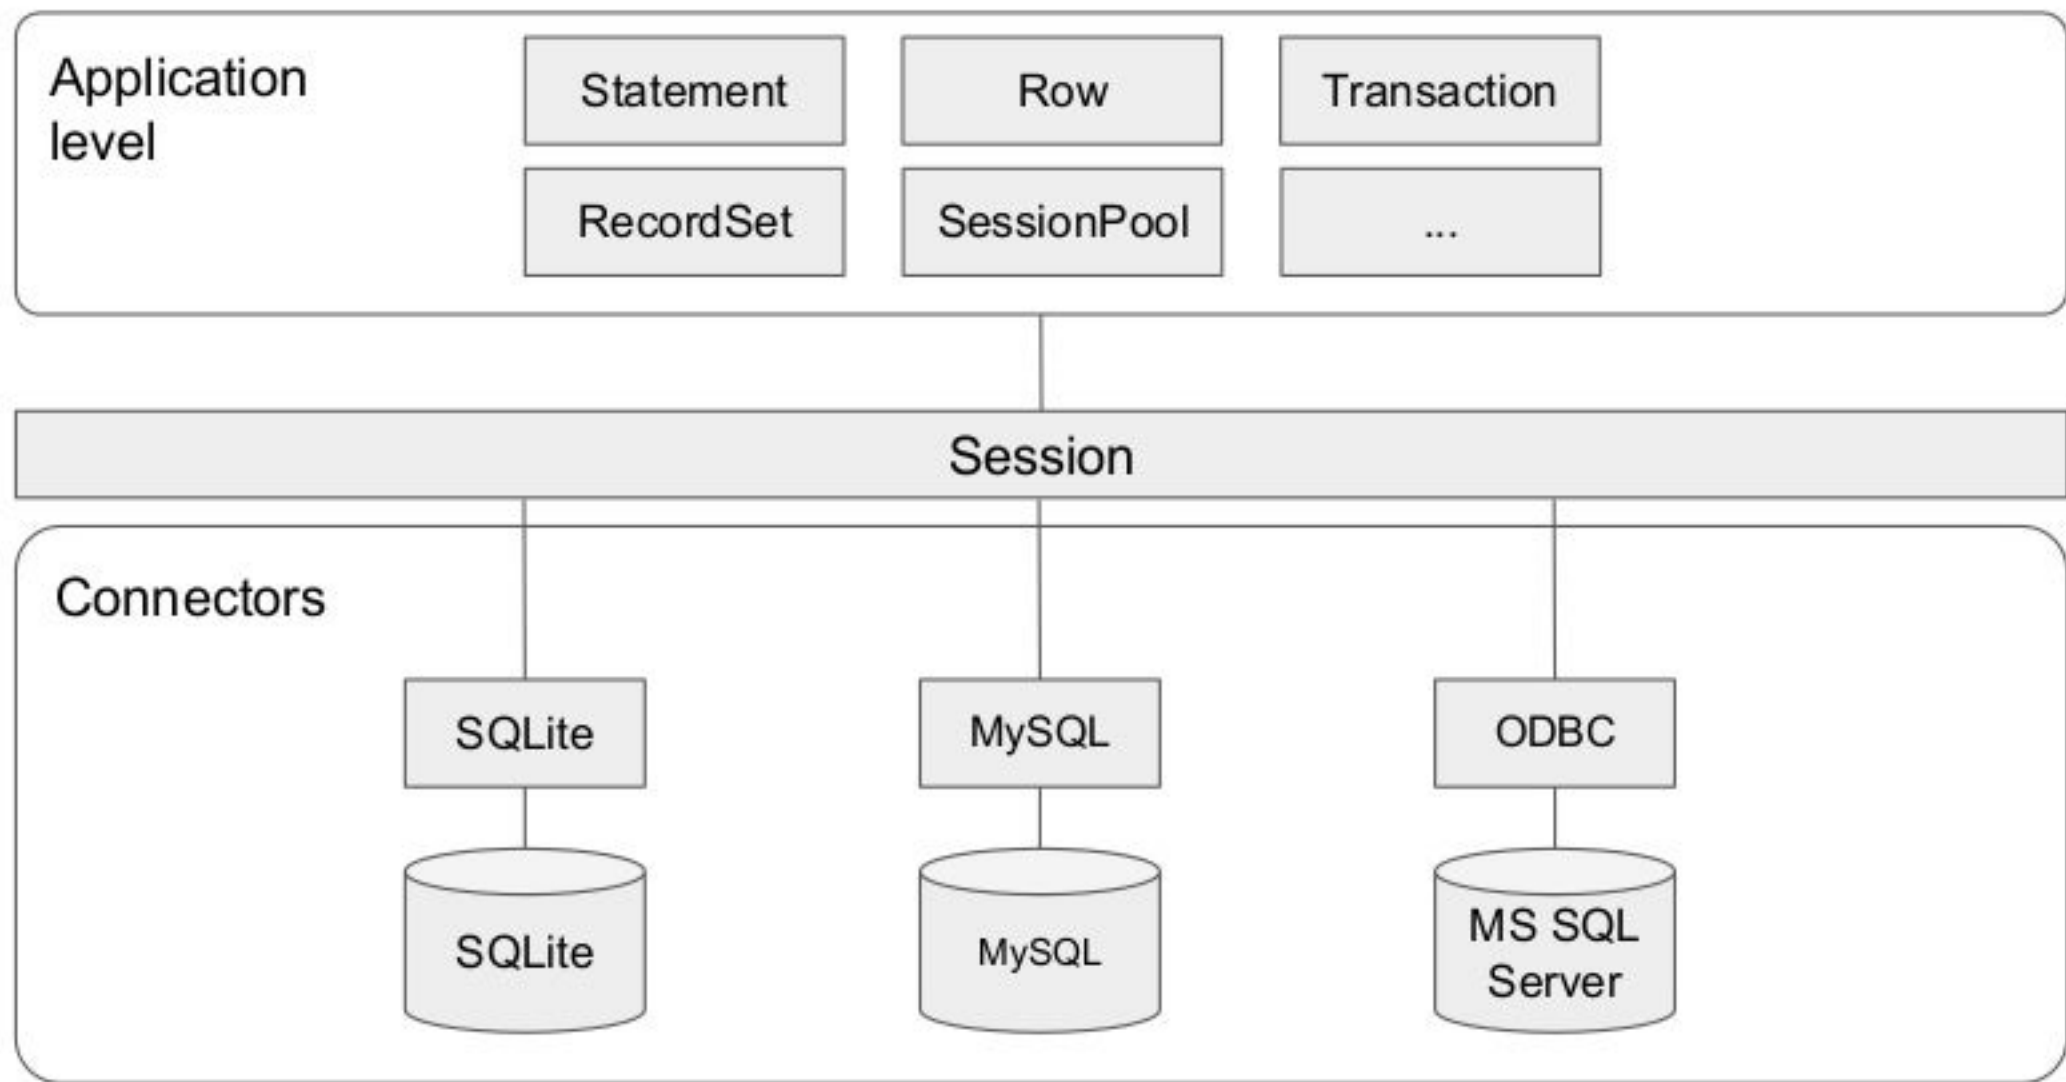 Application
level
Statement
Row
Transaction
RecordSet
SessionPool
...
Session
Connectors
SQLite
MySQL
ODBC
SQLite
MySQL
MS SQL
Server